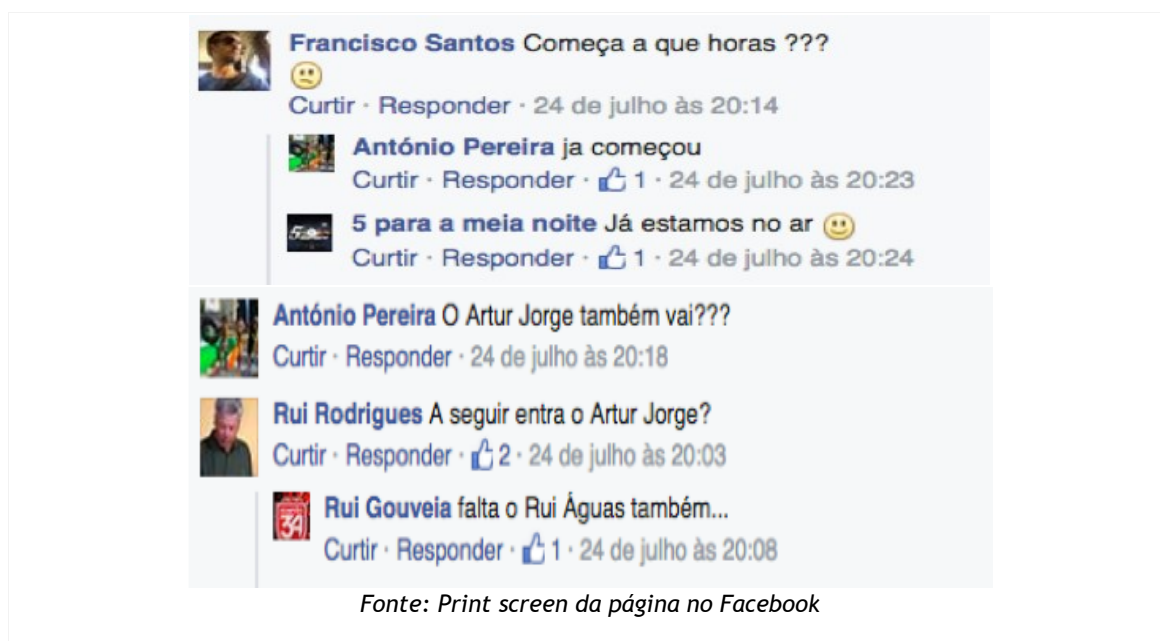 Francisco Santos Começa a que horas ???
Curtir · Responder · 24 de julho às 20:14
António Pereira ja começou
Curtir · Responder · 1 · 24 de julho às 20:23
5 para a meia noite Já estamos no ar
Curtir · Responder · 1 · 24 de julho às 20:24
António Pereira O Artur Jorge também vai???
Curtir · Responder · 24 de julho às 20:18
Rui Rodrigues A seguir entra o Artur Jorge?
Curtir · Responder · 2 · 24 de julho às 20:03
Rui Gouveia falta o Rui Águas também...
Curtir · Responder · 1 · 24 de julho às 20:08
Fonte: Print screen da página no Facebook